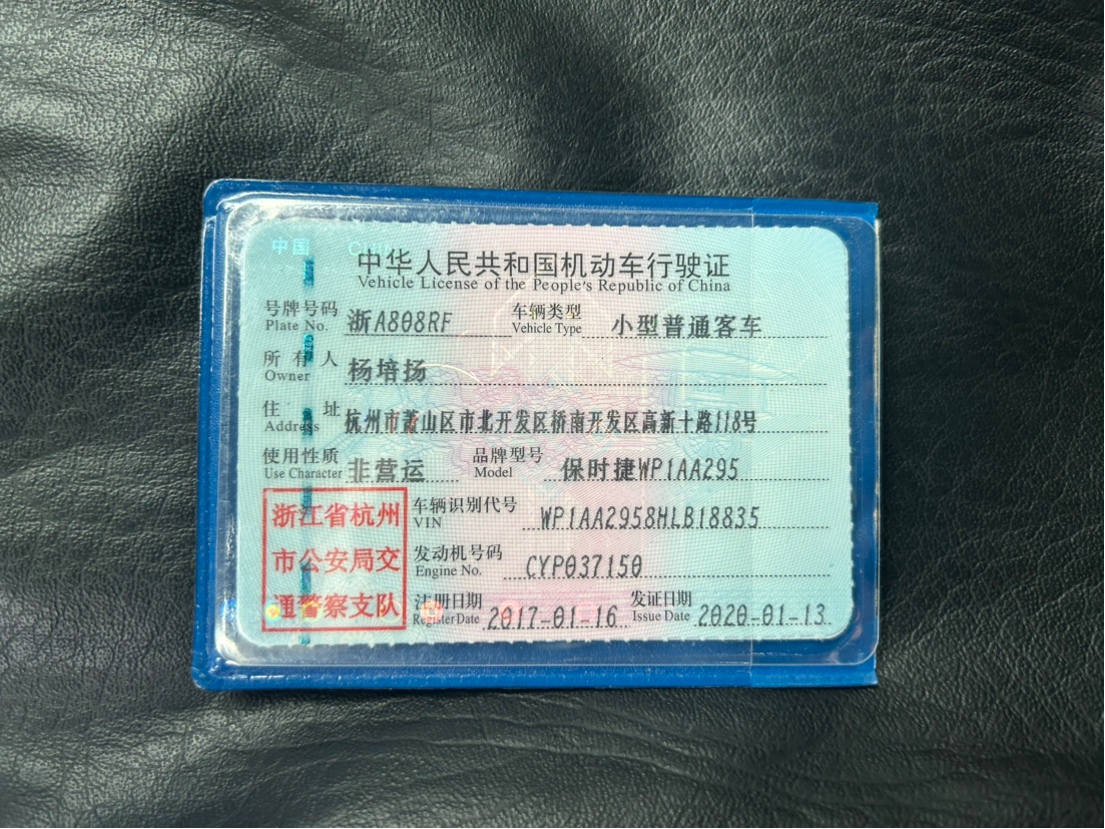 中国 CHINA
中华人民共和国机动车行驶证
Vehicle License of the People's Republic of China
号牌号码 浙A808RF 车辆类型 小型普通客车
Plate No. Vehicle Type
所有人 杨培扬
Owner
住址 杭州市萧山区市北开发区桥南开发区高新十路118号
Address
使用性质 非营运 品牌型号 保时捷WP1AA295
Use Character Model
浙江省杭州
市公安局交
通警察支队
车辆识别代号 WP1AA2958HLB18835
VIN
发动机号码 CYP037150
Engine No.
注册日期 2017-01-16 发证日期 2020-01-13
Register Date Issue Date